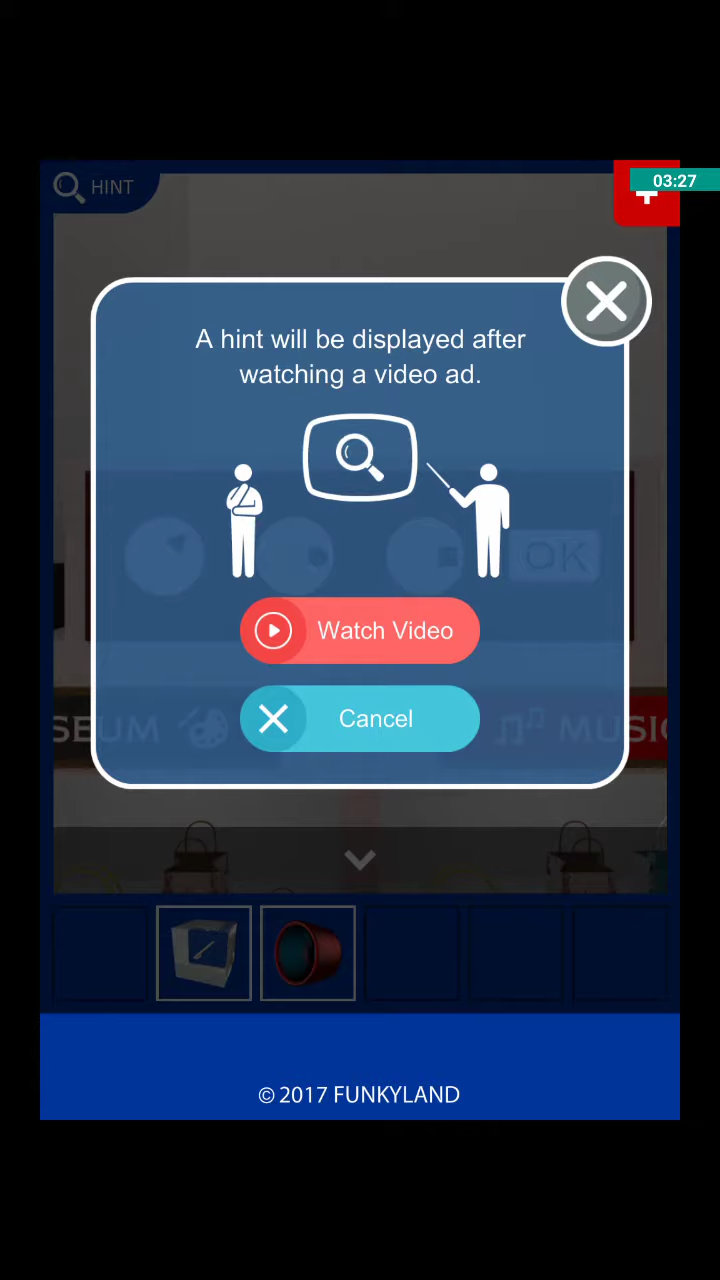 HINT
03:27
A hint will be displayed after
watching a video ad.
OK
Watch Video
SEUM
MUSIC
Cancel
© 2017 FUNKYLAND